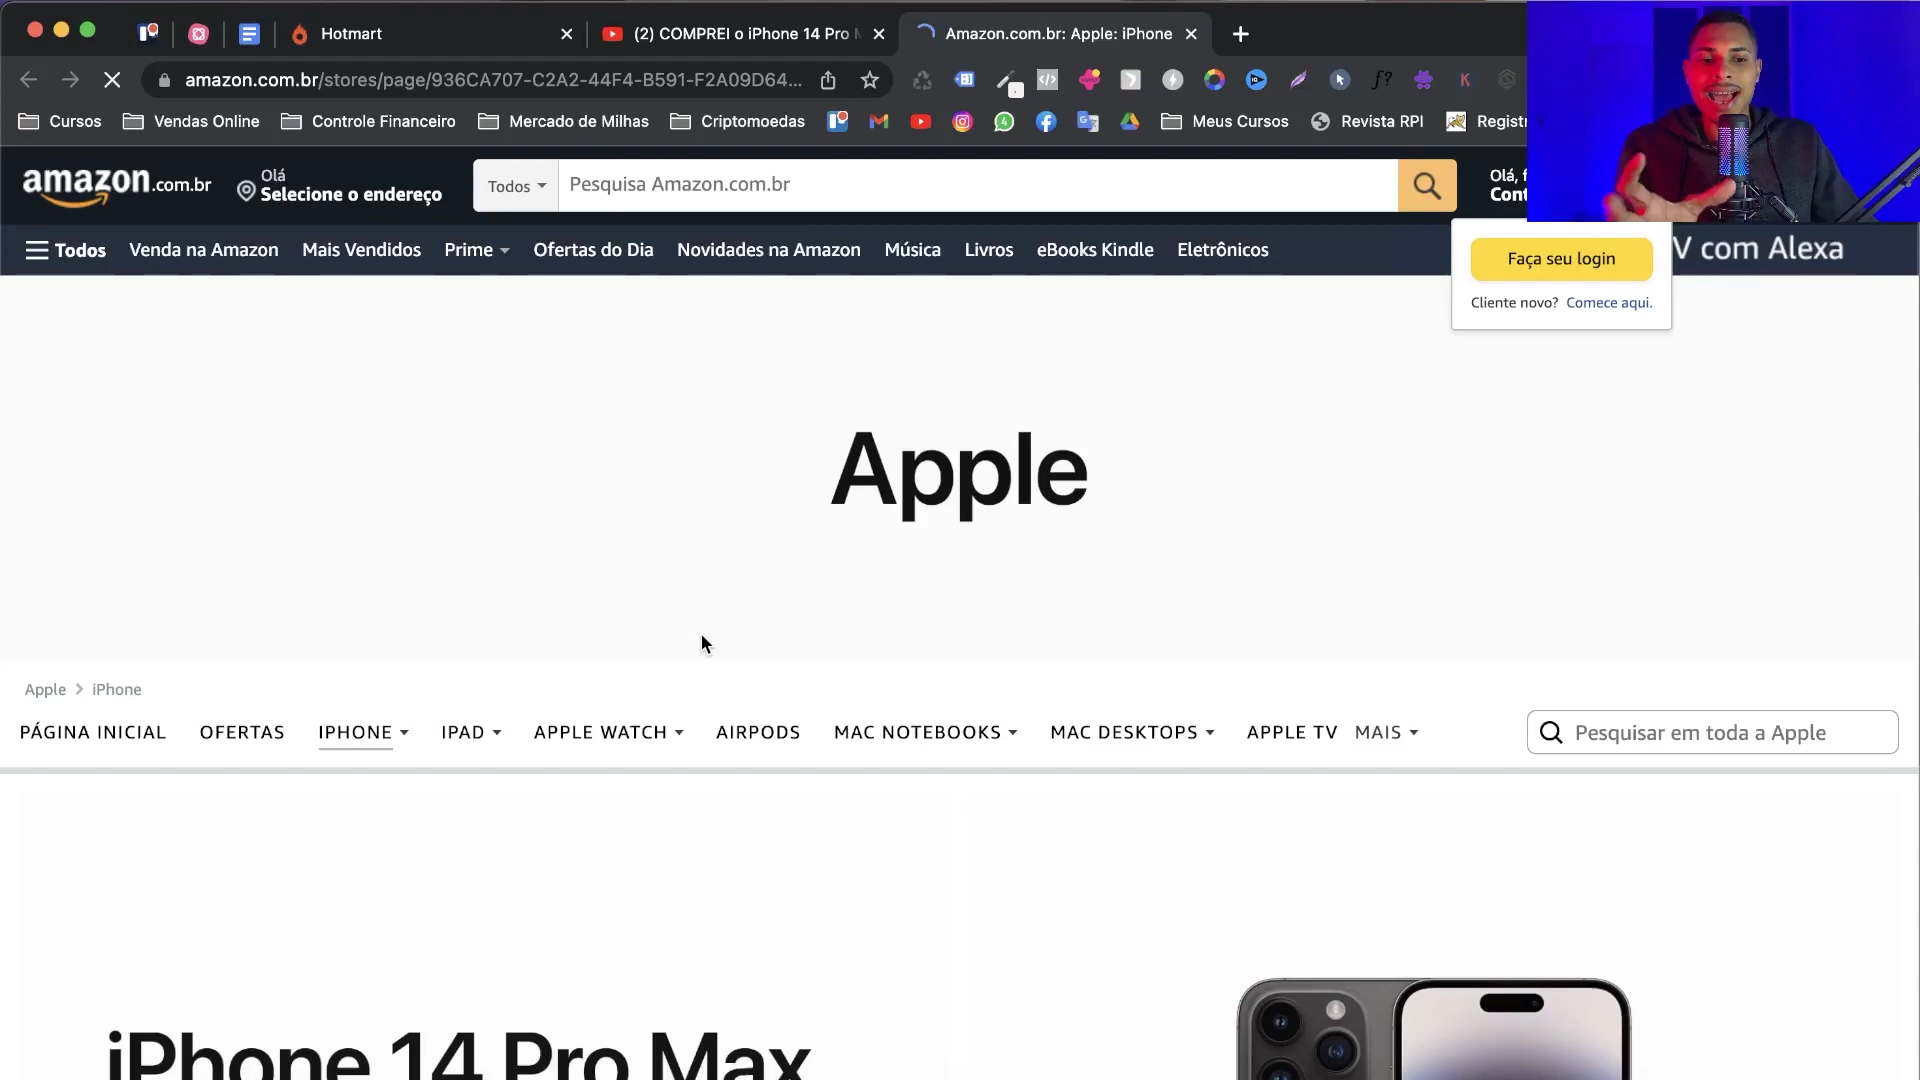 Hotmart
(2) COMPREI o iPhone 14 Pro
Amazon.com.br: Apple: iPhone
amazon.com.br/stores/page/936CA707-C2A2-44F4-B591-F2A09D64...
Cursos
Vendas Online
Controle Financeiro
Mercado de Milhas
Criptomoedas
Meus Cursos
Revista RPI
Registr
amazon.com.br
Olá
Selecione o endereço
Todos
Pesquisa Amazon.com.br
Olá, f
Cont
Todos
Venda na Amazon
Mais Vendidos
Prime
Ofertas do Dia
Novidades na Amazon
Música
Livros
eBooks Kindle
Eletrônicos
V com Alexa
Faça seu login
Cliente novo? Comece aqui.
Apple
Apple
iPhone
PÁGINA INICIAL
OFERTAS
IPHONE
IPAD
APPLE WATCH
AIRPODS
MAC NOTEBOOKS
MAC DESKTOPS
APPLE TV
MAIS
Pesquisar em toda a Apple
iPhone 14 Pro Max